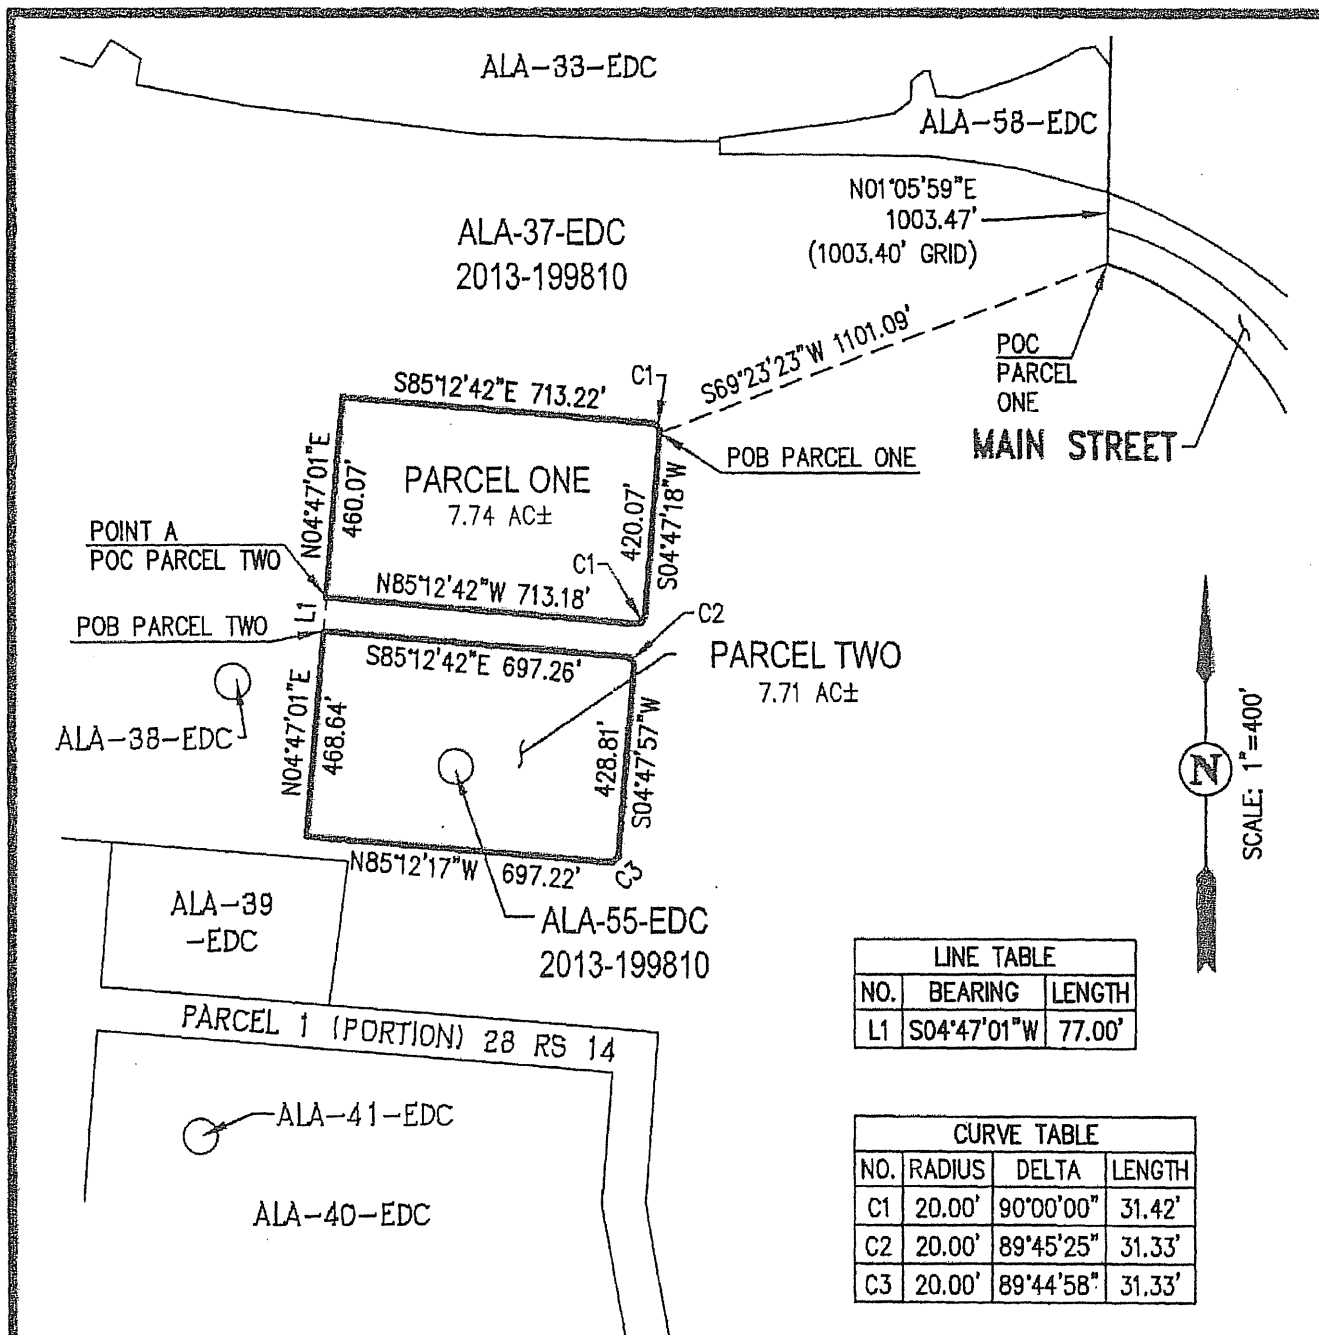 ALA-33-EDC
ALA-58-EDC
N01°05'59"E
1003.47'
(1003.40' GRID)
ALA-37-EDC
2013-199810
S69°23'23"W 1101.09'
POC
PARCEL
ONE
MAIN STREET
C1
S85°12'42"E 713.22'
POB PARCEL ONE
N04°47'01"E
460.07'
PARCEL ONE
7.74 AC±
420.07'
S04°47'18"W
C1
POINT A
POC PARCEL TWO
N85°12'42"W 713.18'
L1
C2
POB PARCEL TWO
S85°12'42"E 697.26'
PARCEL TWO
7.71 AC±
ALA-38-EDC
N04°47'01"E
468.64'
428.81'
S04°47'57"W
N85°12'17"W 697.22'
C3
ALA-55-EDC
2013-199810
N
SCALE: 1"=400'
ALA-39
-EDC
PARCEL 1 (PORTION) 28 RS 14
ALA-41-EDC
ALA-40-EDC
LINE TABLE
NO. BEARING LENGTH
L1 S04°47'01"W 77.00'
CURVE TABLE
NO. RADIUS DELTA LENGTH
C1 20.00' 90°00'00" 31.42'
C2 20.00' 89°45'25" 31.33'
C3 20.00' 89°44'58" 31.33'